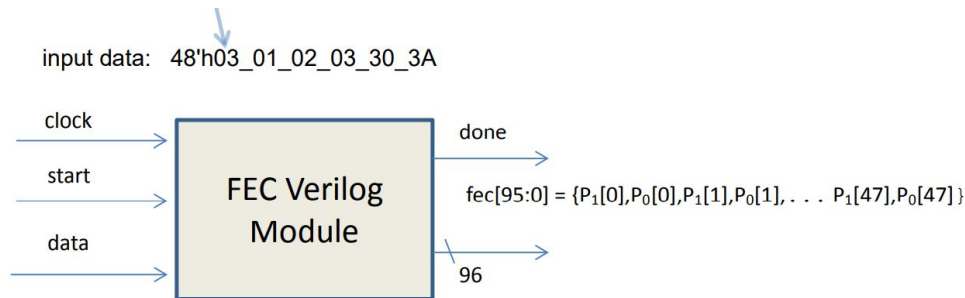 input data: 48'h03_01_02_03_30_3A
clock
start
data
FEC Verilog
Module
done
fec[95:0] = {P₁[0],P₀[0],P₁[1],P₀[1], . . . P₁[47],P₀[47] }
96